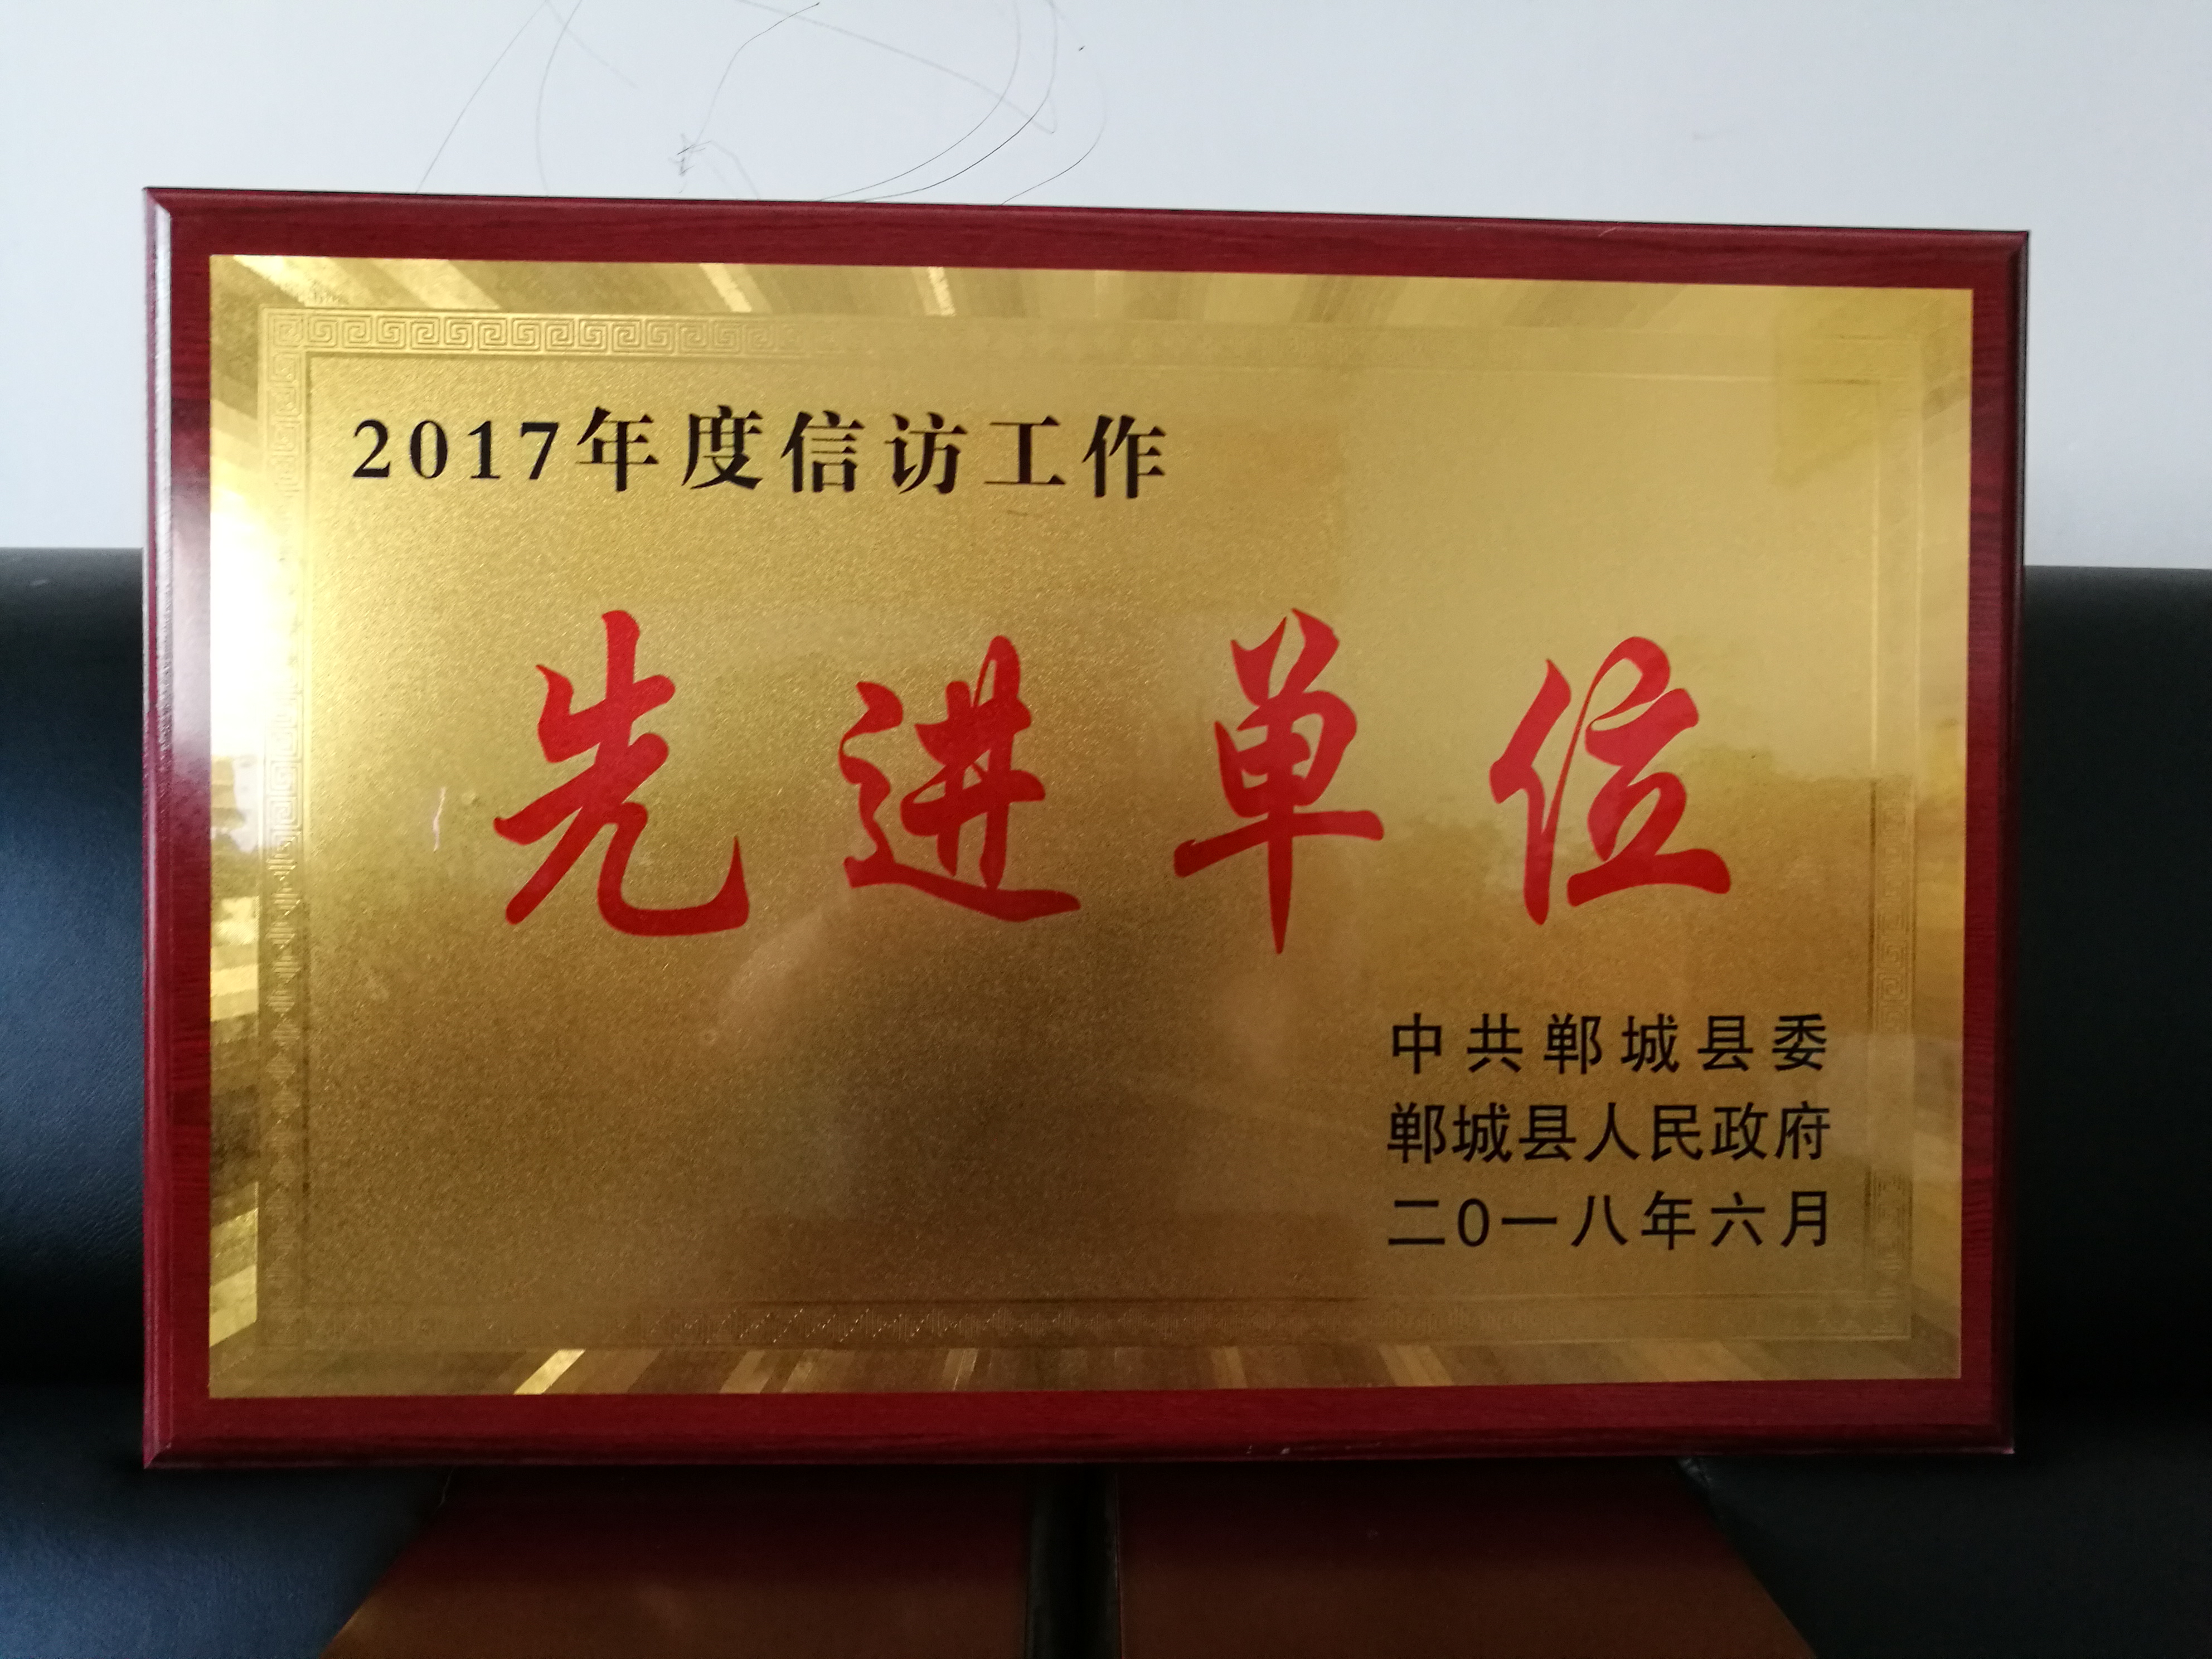 2017年度信访工作
先进单位
中共郸城县委
郸城县人民政府
二0一八年六月